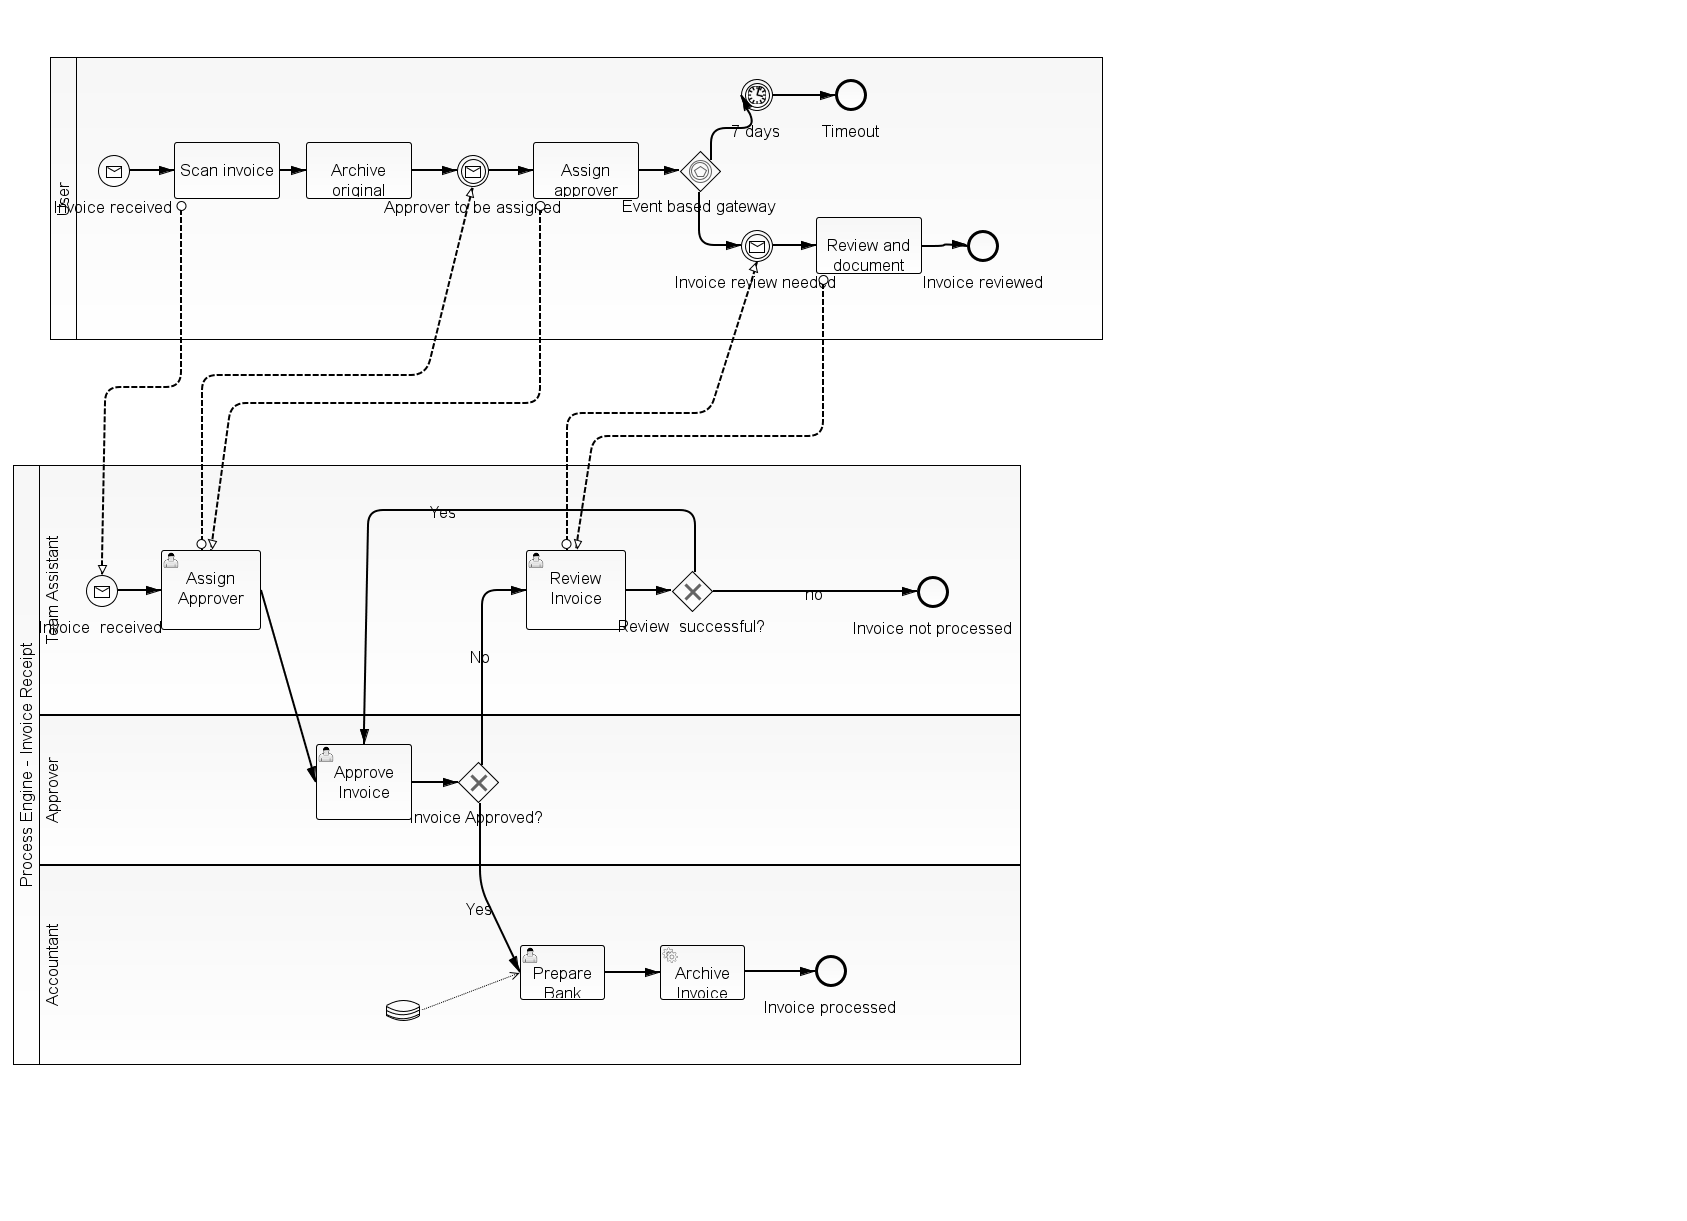 User
7 days
Timeout
Scan invoice
Archive
original
Assign
approver
Invoice received
Approver to be assigned
Event based gateway
Review and
document
Invoice review needed
Invoice reviewed
Process Engine - Invoice Receipt
Team Assistant
Yes
Assign
Approver
Review
Invoice
no
Invoice  received
Review  successful?
Invoice not processed
No
Approver
Approve
Invoice
Invoice Approved?
Accountant
Yes
Prepare
Bank
Archive
Invoice
Invoice processed